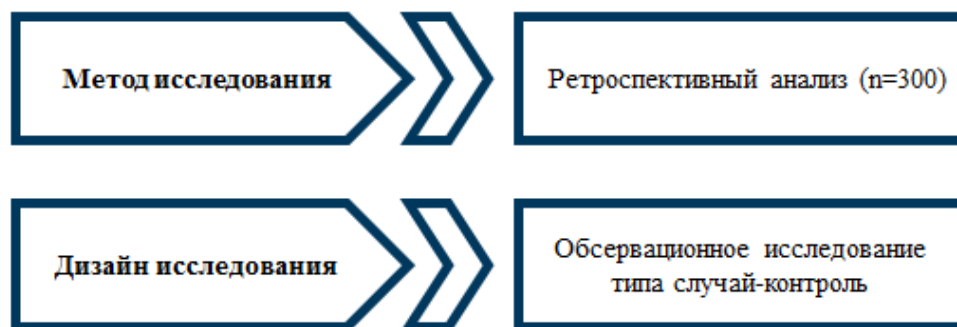 Метод исследования
Ретроспективный анализ (n=300)
Дизайн исследования
Обсервационное исследование
типа случай-контроль